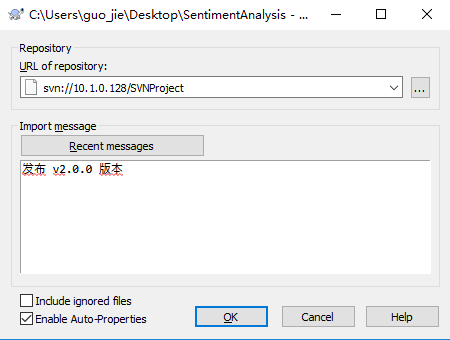 C:\Users\guo_jie\Desktop\SentimentAnalysis - ...
Repository
URL of repository:
svn://10.1.0.128/SVNProject
...
Import message
Recent messages
发布 v2.0.0 版本
Include ignored files
Enable Auto-Properties
OK
Cancel
Help